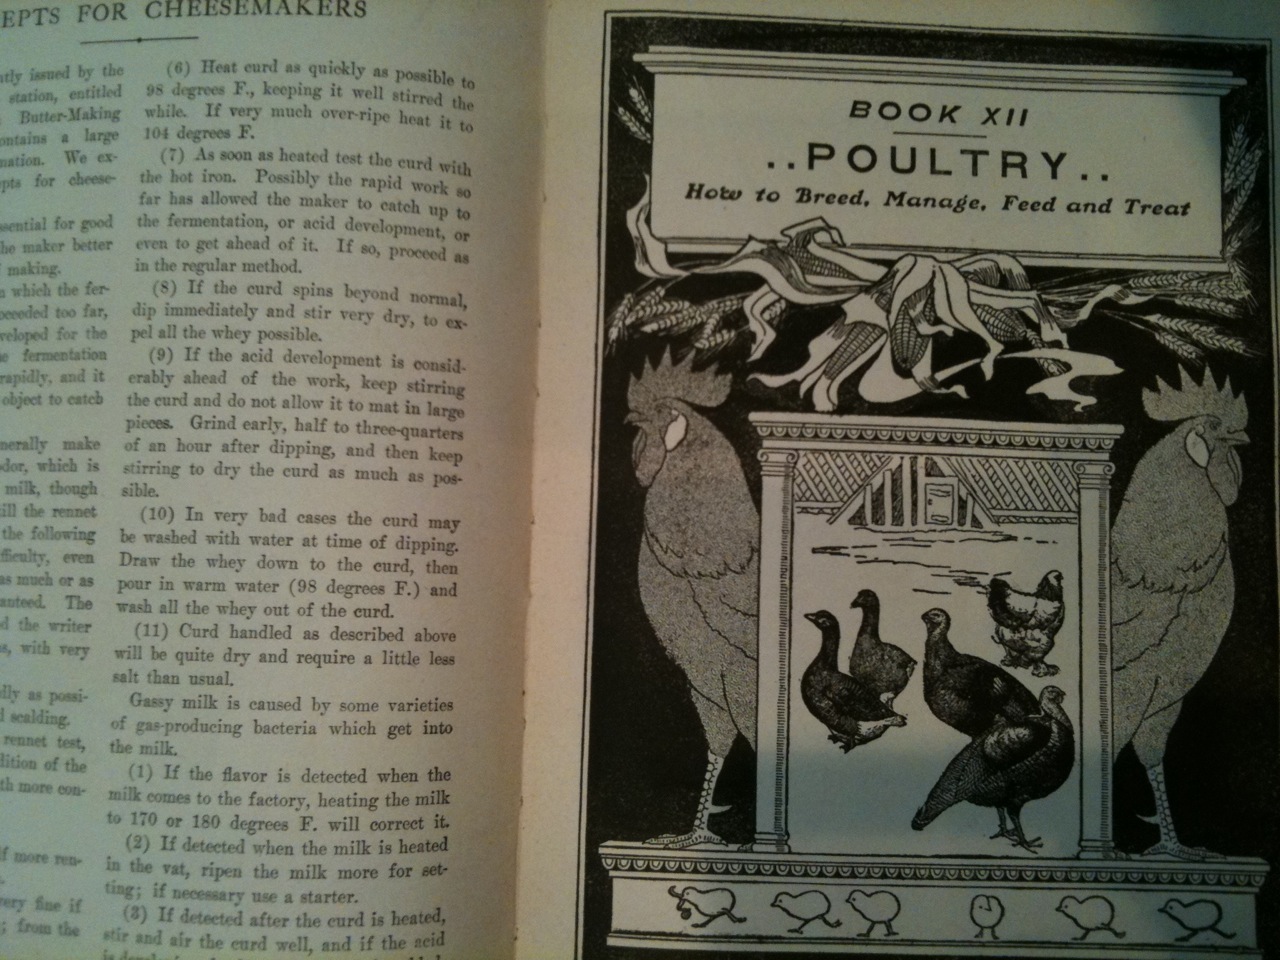 EPTS FOR CHEESEMAKERS
ntly issued by the
station, entitled
Butter-Making
ontains a large
nation. We ex-
pts for cheese-
sential for good
he maker better
making.
n which the fer-
oceeded too far,
veloped for the
e fermentation
rapidly, and it
object to catch
nerally make
dor, which is
milk, though
ill the rennet
the following
fficulty, even
as much or as
anteed. The
d the writer
s, with very
dly as possi-
d scalding.
rennet test,
dition of the
th more con-
if more ren-
very fine if
; from the
(6) Heat curd as quickly as possible to
98 degrees F., keeping it well stirred the
while. If very much over-ripe heat it to
104 degrees F.
(7) As soon as heated test the curd with
the hot iron. Possibly the rapid work so
far has allowed the maker to catch up to
the fermentation, or acid development, or
even to get ahead of it. If so, proceed as
in the regular method.
(8) If the curd spins beyond normal,
dip immediately and stir very dry, to ex-
pel all the whey possible.
(9) If the acid development is consid-
erably ahead of the work, keep stirring
the curd and do not allow it to mat in large
pieces. Grind early, half to three-quarters
of an hour after dipping, and then keep
stirring to dry the curd as much as pos-
sible.
(10) In very bad cases the curd may
be washed with water at time of dipping.
Draw the whey down to the curd, then
pour in warm water (98 degrees F.) and
wash all the whey out of the curd.
(11) Curd handled as described above
will be quite dry and require a little less
salt than usual.
Gassy milk is caused by some varieties
of gas-producing bacteria which get into
the milk.
(1) If the flavor is detected when the
milk comes to the factory, heating the milk
to 170 or 180 degrees F. will correct it.
(2) If detected when the milk is heated
in the vat, ripen the milk more for set-
ting; if necessary use a starter.
(3) If detected after the curd is heated,
stir and air the curd well, and if the acid
BOOK XII
..POULTRY..
How to Breed, Manage, Feed and Treat